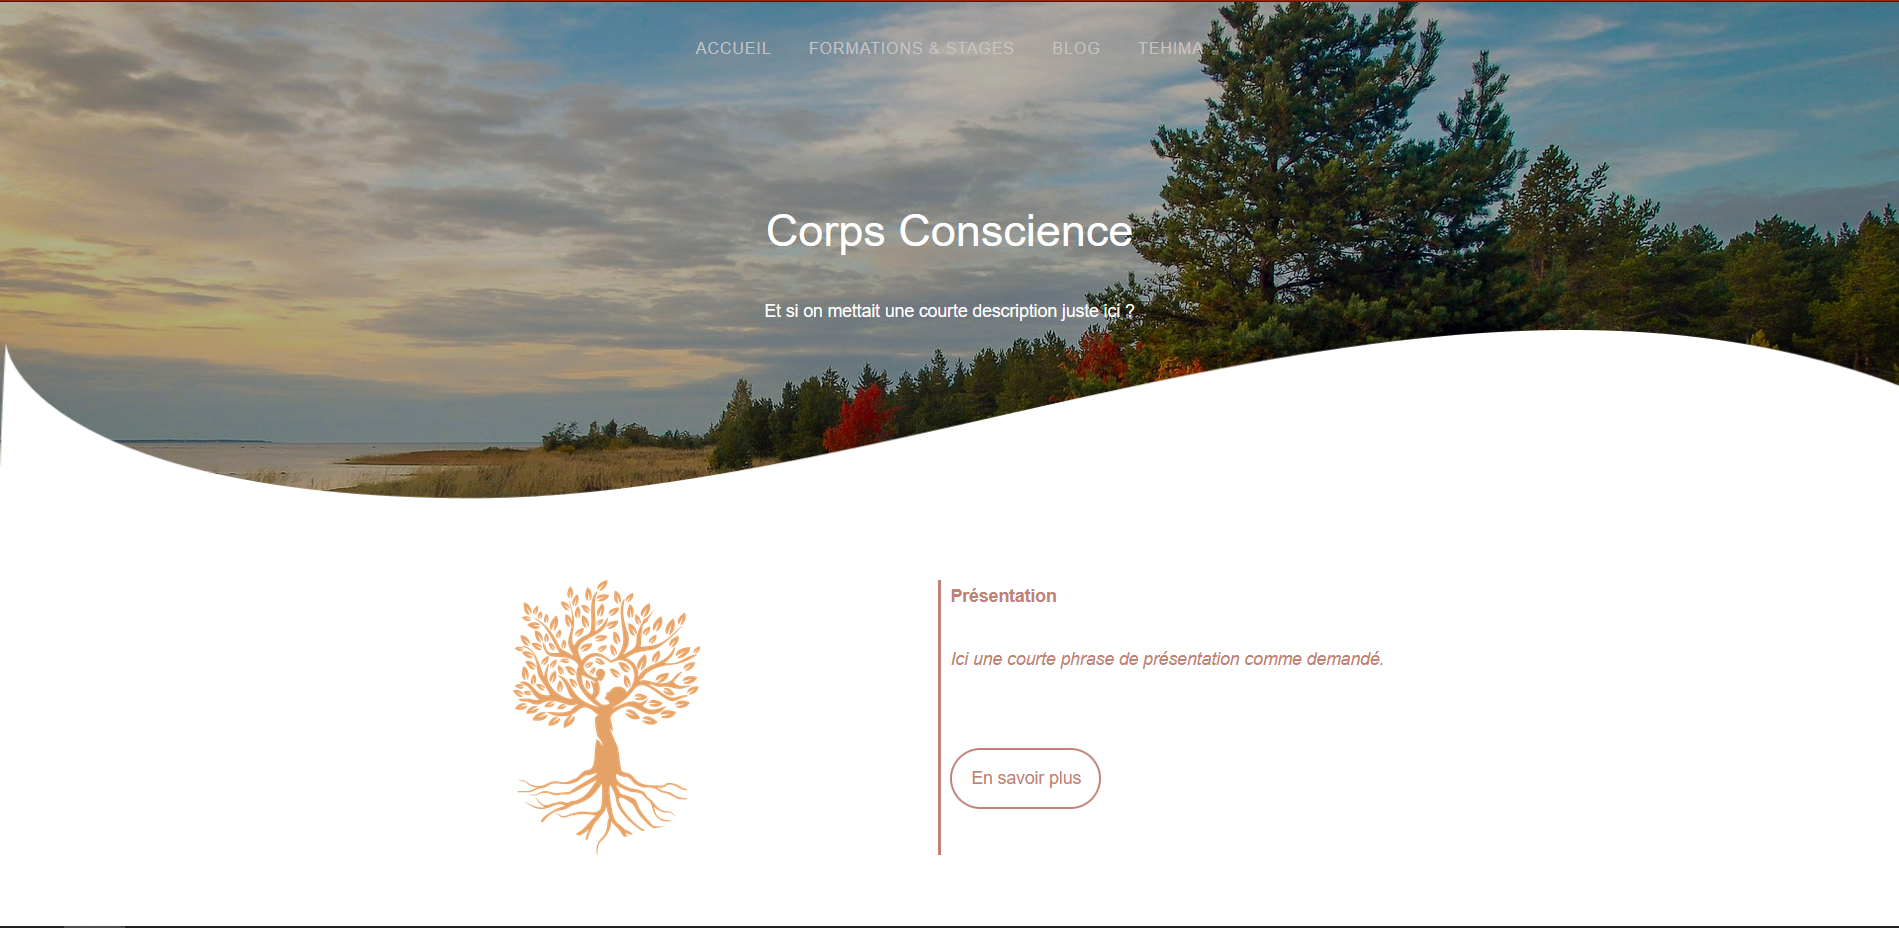 ACCUEIL FORMATIONS & STAGES BLOG TEHIMA
Corps Conscience
Et si on mettait une courte description juste ici ?
Présentation
Ici une courte phrase de présentation comme demandé.
En savoir plus